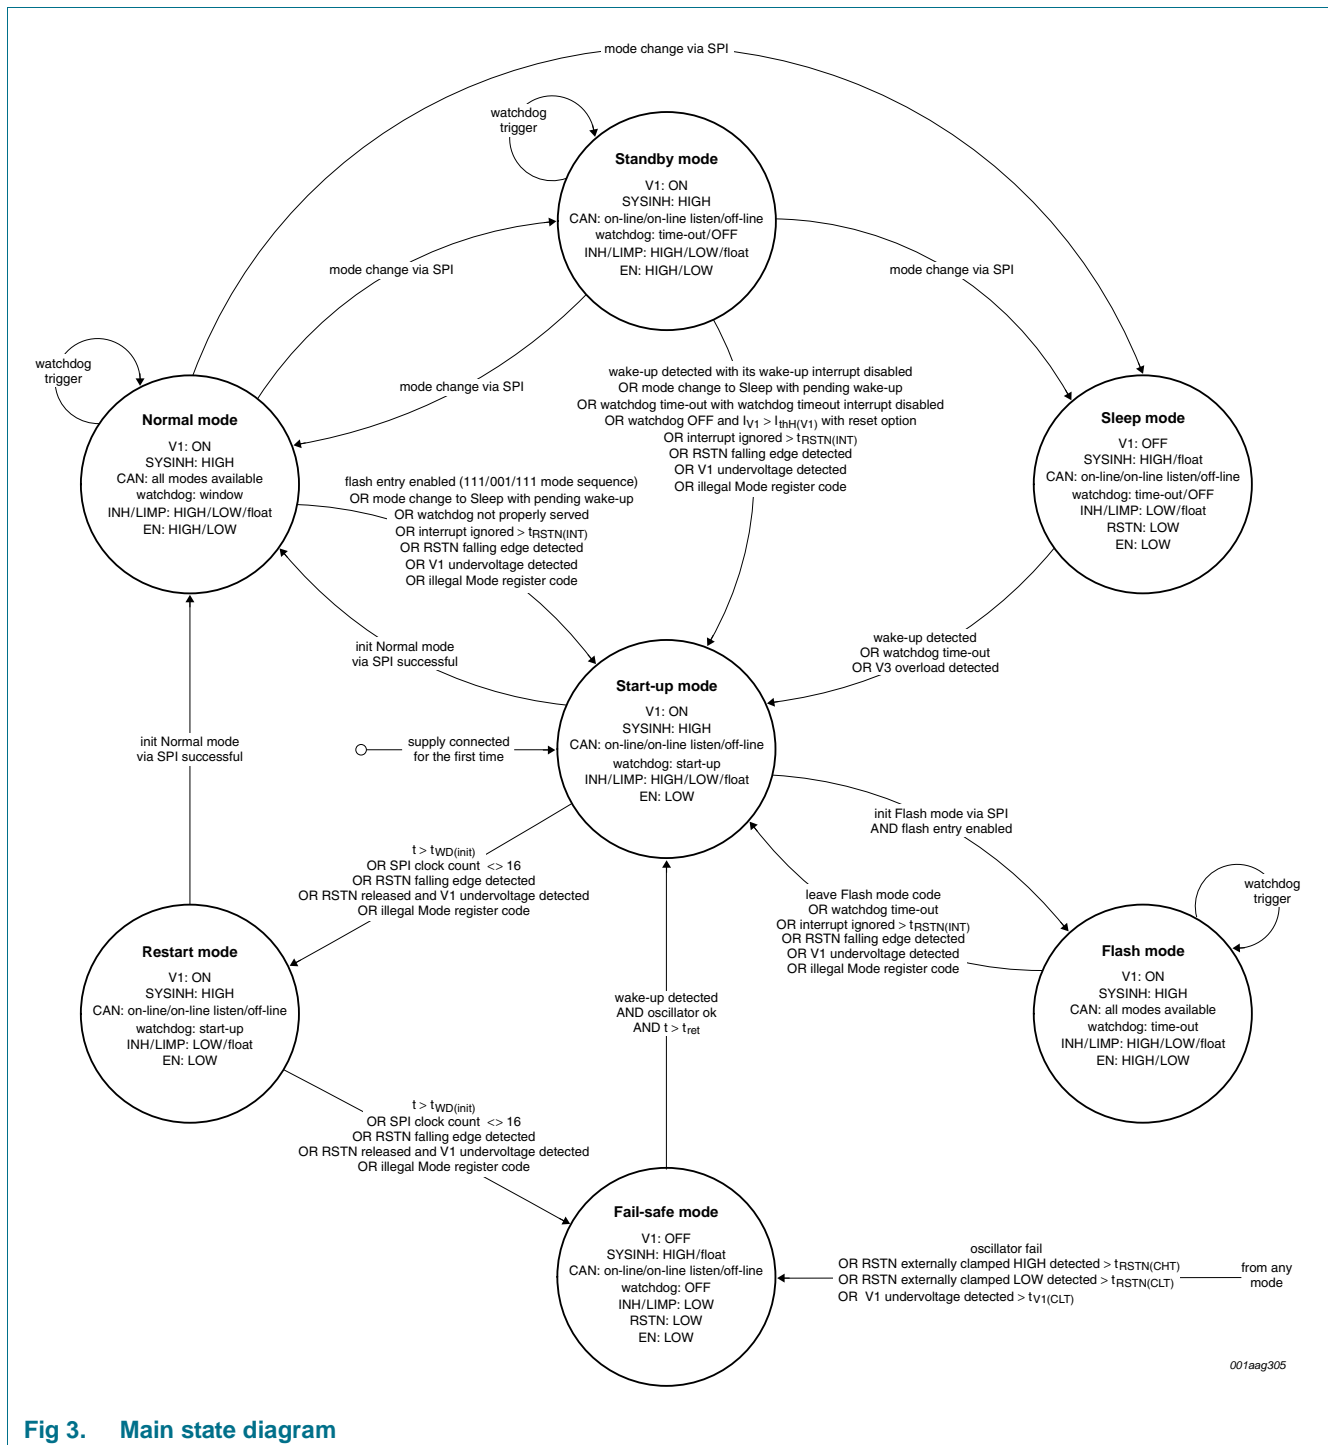 mode change via SPI
watchdog
trigger
Standby mode
V1: ON
SYSINH: HIGH
CAN: on-line/on-line listen/off-line
watchdog: time-out/OFF
INH/LIMP: HIGH/LOW/float
EN: HIGH/LOW
mode change via SPI
mode change via SPI
mode change via SPI
watchdog
trigger
Normal mode
V1: ON
SYSINH: HIGH
CAN: all modes available
watchdog: window
INH/LIMP: HIGH/LOW/float
EN: HIGH/LOW
wake-up detected with its wake-up interrupt disabled
OR mode change to Sleep with pending wake-up
OR watchdog time-out with watchdog timeout interrupt disabled
OR watchdog OFF and IV1 > IthH(V1) with reset option
OR interrupt ignored > tRSTN(INT)
OR RSTN falling edge detected
OR V1 undervoltage detected
OR illegal Mode register code
Sleep mode
V1: OFF
SYSINH: HIGH/float
CAN: on-line/on-line listen/off-line
watchdog: time-out/OFF
INH/LIMP: LOW/float
RSTN: LOW
EN: LOW
flash entry enabled (111/001/111 mode sequence)
OR mode change to Sleep with pending wake-up
OR watchdog not properly served
OR interrupt ignored > tRSTN(INT)
OR RSTN falling edge detected
OR V1 undervoltage detected
OR illegal Mode register code
init Normal mode
via SPI successful
wake-up detected
OR watchdog time-out
OR V3 overload detected
Start-up mode
V1: ON
SYSINH: HIGH
CAN: on-line/on-line listen/off-line
watchdog: start-up
INH/LIMP: HIGH/LOW/float
EN: LOW
init Normal mode
via SPI successful
supply connected
for the first time
init Flash mode via SPI
AND flash entry enabled
t > tWD(init)
OR SPI clock count <> 16
OR RSTN falling edge detected
OR RSTN released and V1 undervoltage detected
OR illegal Mode register code
leave Flash mode code
OR watchdog time-out
OR interrupt ignored > tRSTN(INT)
OR RSTN falling edge detected
OR V1 undervoltage detected
OR illegal Mode register code
watchdog
trigger
Restart mode
V1: ON
SYSINH: HIGH
CAN: on-line/on-line listen/off-line
watchdog: start-up
INH/LIMP: LOW/float
EN: LOW
Flash mode
V1: ON
SYSINH: HIGH
CAN: all modes available
watchdog: time-out
INH/LIMP: HIGH/LOW/float
EN: HIGH/LOW
wake-up detected
AND oscillator ok
AND t > tret
t > tWD(init)
OR SPI clock count <> 16
OR RSTN falling edge detected
OR RSTN released and V1 undervoltage detected
OR illegal Mode register code
Fail-safe mode
V1: OFF
SYSINH: HIGH/float
CAN: on-line/on-line listen/off-line
watchdog: OFF
INH/LIMP: LOW
RSTN: LOW
EN: LOW
oscillator fail
OR RSTN externally clamped HIGH detected > tRSTN(CHT)
OR RSTN externally clamped LOW detected > tRSTN(CLT)
OR V1 undervoltage detected > tV1(CLT)
from any
mode
001aag305
Fig 3. Main state diagram